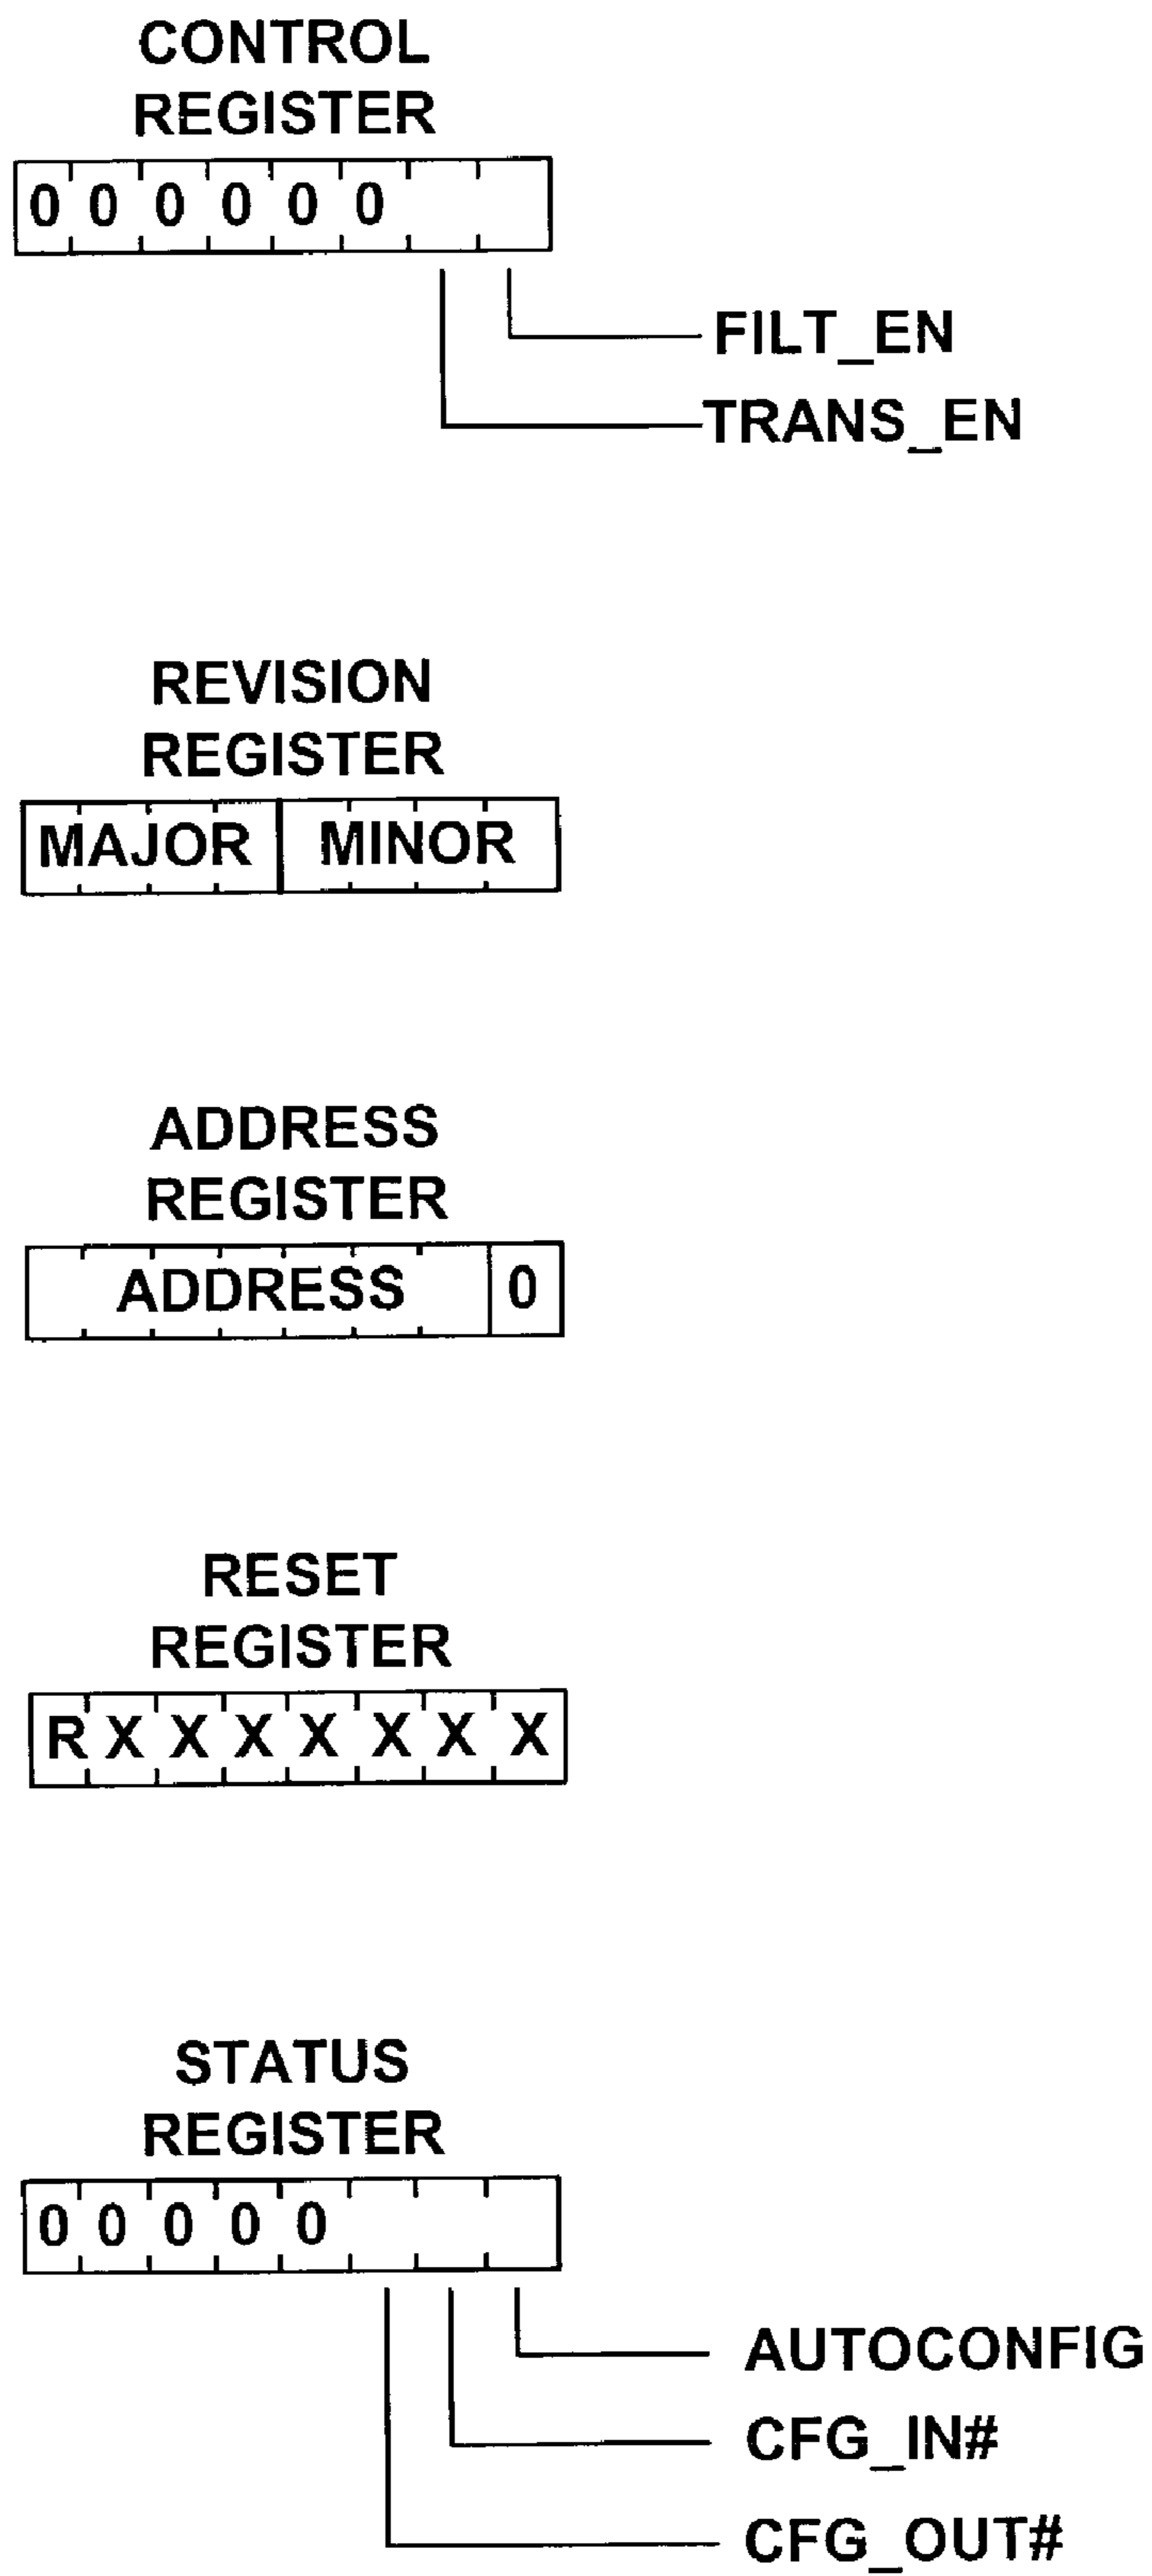 CONTROL
REGISTER
0 0 0 0 0 0
FILT_EN
TRANS_EN
REVISION
REGISTER
MAJOR MINOR
ADDRESS
REGISTER
ADDRESS 0
RESET
REGISTER
R X X X X X X X
STATUS
REGISTER
0 0 0 0 0
AUTOCONFIG
CFG_IN#
CFG_OUT#